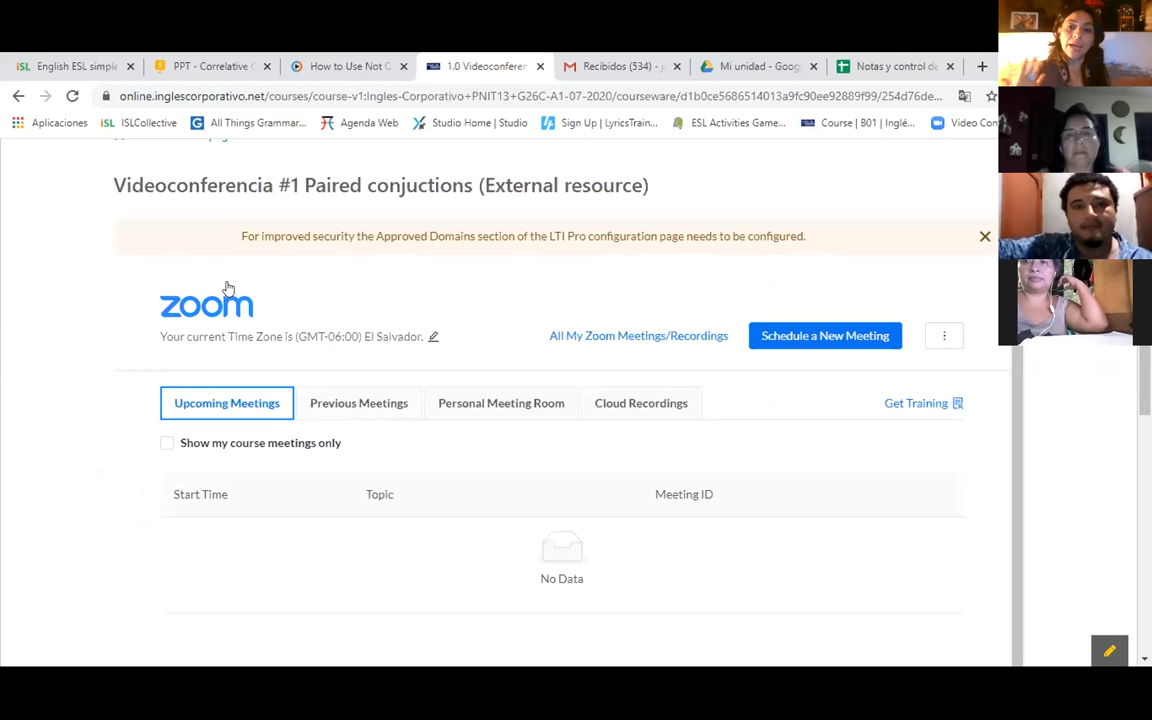 English ESL simple
PPT - Correlative C
How to Use Not C
1.0 Videoconferen
Recibidos (534) - j
Mi unidad - Goog
Notas y control de
online.inglescorporativo.net/courses/course-v1:Ingles-Corporativo+PNIT13+G26C-A1-07-2020/courseware/d1b0ce5686514013a9fc90ee92889f99/254d76de...
Aplicaciones
ISLCollective
All Things Grammar...
Agenda Web
Studio Home | Studio
Sign Up | LyricsTrain...
ESL Activities Game...
Course | B01 | Inglé...
Video Con
Videoconferencia #1 Paired conjuctions (External resource)
For improved security the Approved Domains section of the LTI Pro configuration page needs to be configured.
zoom
Your current Time Zone is (GMT-06:00) El Salvador.
All My Zoom Meetings/Recordings
Schedule a New Meeting
Upcoming Meetings
Previous Meetings
Personal Meeting Room
Cloud Recordings
Get Training
Show my course meetings only
Start Time
Topic
Meeting ID
No Data